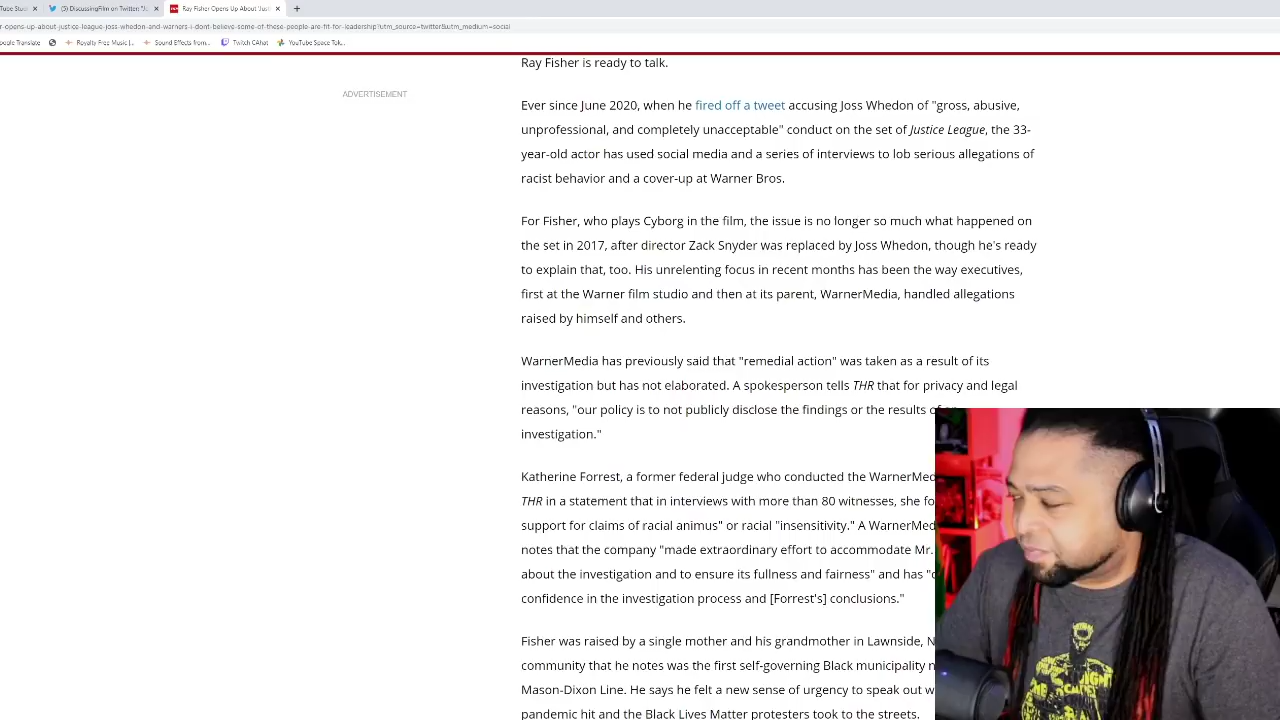 Tube Studi
(5) DiscussingFilm on Twitter: "Jo
Ray Fisher Opens Up About 'Justi
r-opens-up-about-justice-league-joss-whedon-and-warners-i-dont-believe-some-of-these-people-are-fit-for-leadership?utm_source=twitter&utm_medium=social
oogle Translate
Royalty Free Music |...
Sound Effects from...
Twitch CAhat
YouTube Space Tok...
Ray Fisher is ready to talk.
ADVERTISEMENT
Ever since June 2020, when he fired off a tweet accusing Joss Whedon of "gross, abusive,
unprofessional, and completely unacceptable" conduct on the set of Justice League, the 33-
year-old actor has used social media and a series of interviews to lob serious allegations of
racist behavior and a cover-up at Warner Bros.
For Fisher, who plays Cyborg in the film, the issue is no longer so much what happened on
the set in 2017, after director Zack Snyder was replaced by Joss Whedon, though he's ready
to explain that, too. His unrelenting focus in recent months has been the way executives,
first at the Warner film studio and then at its parent, WarnerMedia, handled allegations
raised by himself and others.
WarnerMedia has previously said that "remedial action" was taken as a result of its
investigation but has not elaborated. A spokesperson tells THR that for privacy and legal
reasons, "our policy is to not publicly disclose the findings or the results of
investigation."
Katherine Forrest, a former federal judge who conducted the WarnerMed
THR in a statement that in interviews with more than 80 witnesses, she fo
support for claims of racial animus" or racial "insensitivity." A WarnerMed
notes that the company "made extraordinary effort to accommodate Mr.
about the investigation and to ensure its fullness and fairness" and has "c
confidence in the investigation process and [Forrest's] conclusions."
Fisher was raised by a single mother and his grandmother in Lawnside, N
community that he notes was the first self-governing Black municipality n
Mason-Dixon Line. He says he felt a new sense of urgency to speak out w
pandemic hit and the Black Lives Matter protesters took to the streets.